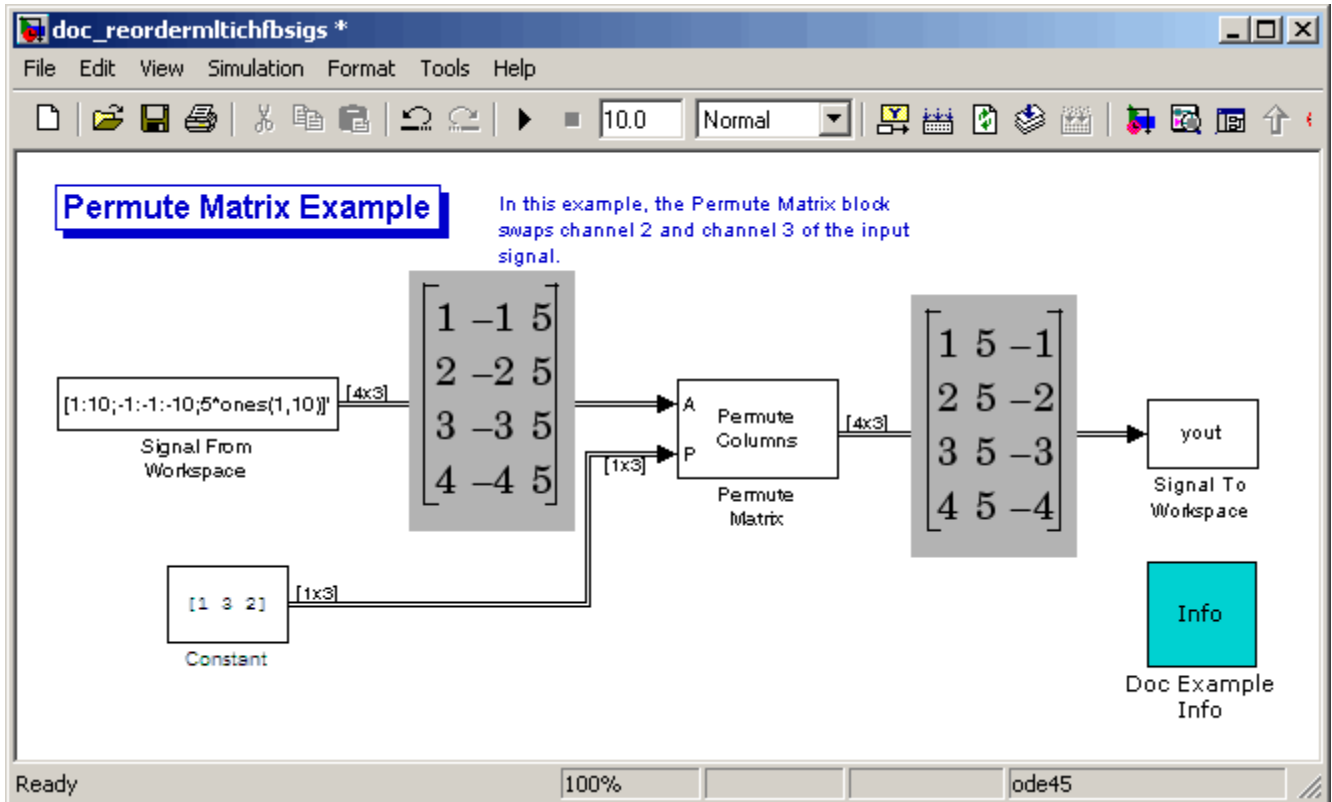 doc_reordermltichfbsigs *
File Edit View Simulation Format Tools Help
10.0 Normal
Permute Matrix Example
In this example, the Permute Matrix block
swaps channel 2 and channel 3 of the input
signal.
[1:10;-1:-1:-10;5*ones(1,10)]'
Signal From
Workspace
[4x3]
1 -1 5
2 -2 5
3 -3 5
4 -4 5
A
P
Permute
Columns
Permute
Matrix
[1x3]
[4x3]
1 5 -1
2 5 -2
3 5 -3
4 5 -4
yout
Signal To
Workspace
[1 3 2]
Constant
[1x3]
Info
Doc Example
Info
Ready 100% ode45